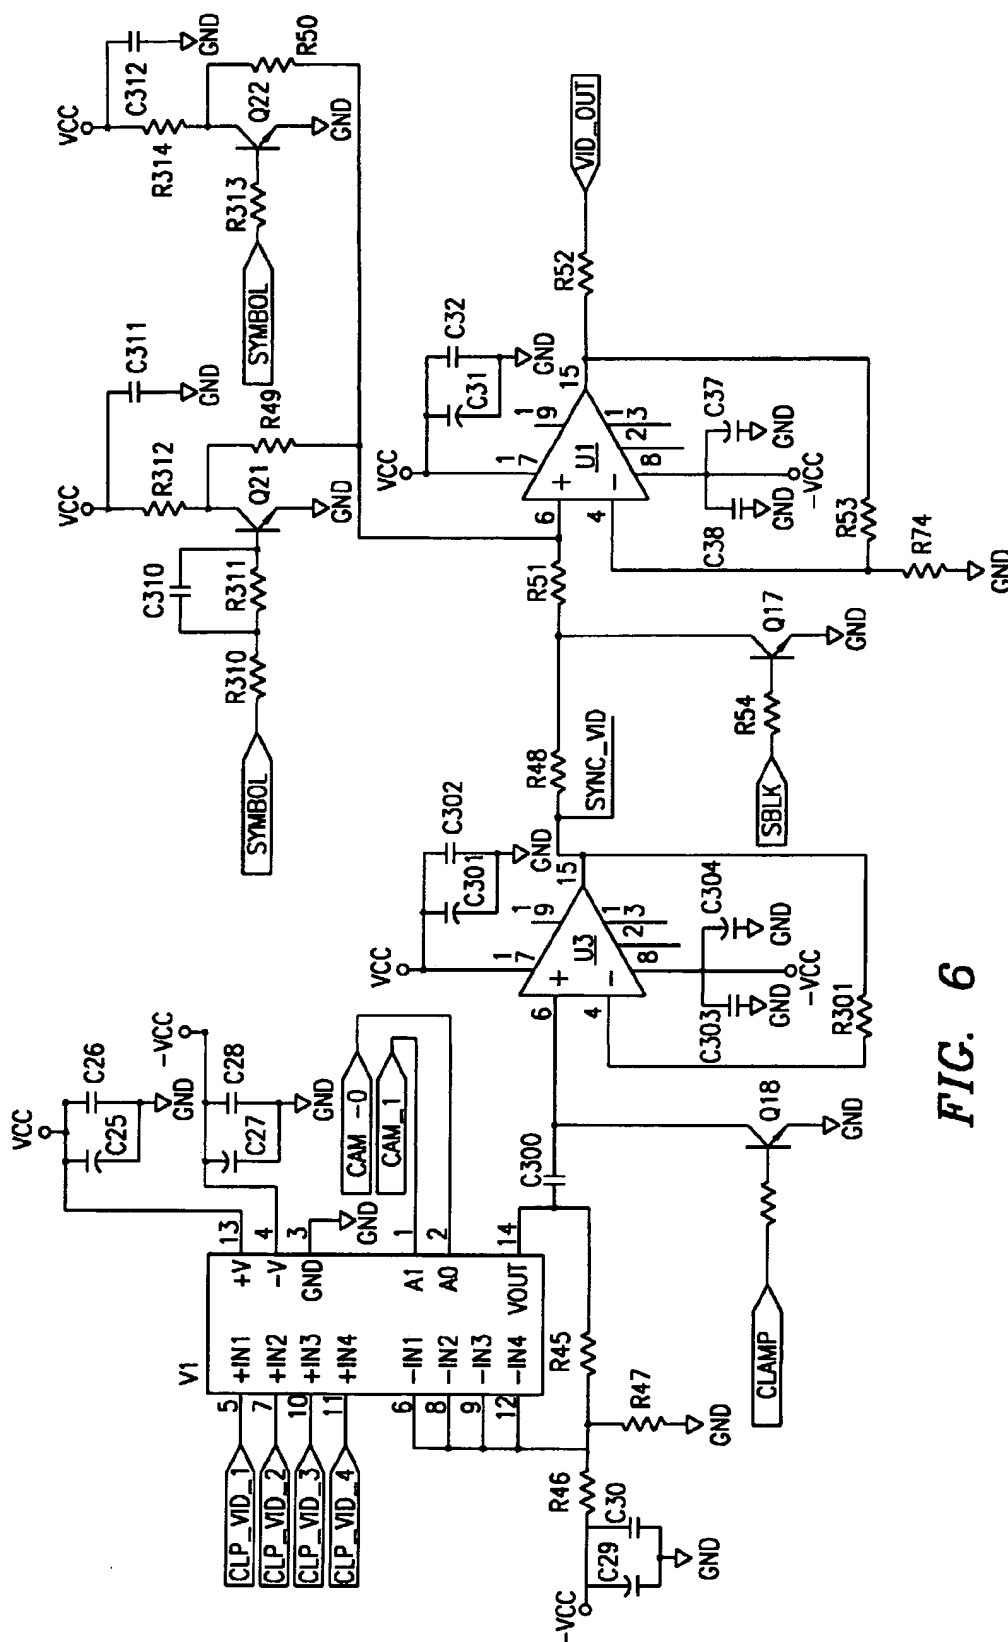 VCC
C312
GND
R314
R50
Q22
R313
SYMBOL
GND
VCC
C311
GND
R312
R49
Q21
C310
R311
R310
SYMBOL
GND
VCC
C26
C25
GND
-VCC
C28
C27
GND
CAM_-0
CAM_1
V1
CLP_VID_1
5
+IN1
+V
13
CLP_VID_2
7
+IN2
-V
4
CLP_VID_3
10
+IN3
GND
3
GND
CLP_VID_4
11
+IN4
6
-IN1
A1
1
8
-IN2
A0
2
9
-IN3
12
-IN4
VOUT
14
R45
R46
R47
GND
-VCC
C29
C30
GND
C300
CLAMP
Q18
GND
VCC
C302
C301
GND
1
7
1
9
15
6
+
U3
4
-
1
3
2
8
C303
GND
C304
GND
-VCC
R301
SYNC_VID
R48
SBLK
R54
Q17
GND
R51
VCC
C32
C31
GND
1
7
1
9
15
6
+
U1
4
-
1
3
2
8
C38
GND
C37
GND
-VCC
R53
R74
GND
R52
VID_OUT
FIG. 6